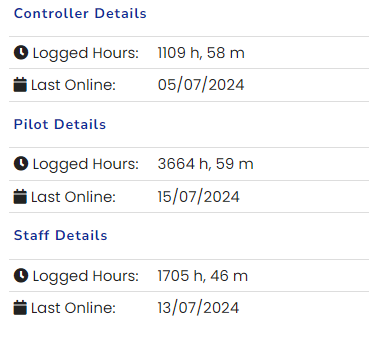 Controller Details
Logged Hours: 1109 h, 58 m
Last Online: 05/07/2024
Pilot Details
Logged Hours: 3664 h, 59 m
Last Online: 15/07/2024
Staff Details
Logged Hours: 1705 h, 46 m
Last Online: 13/07/2024